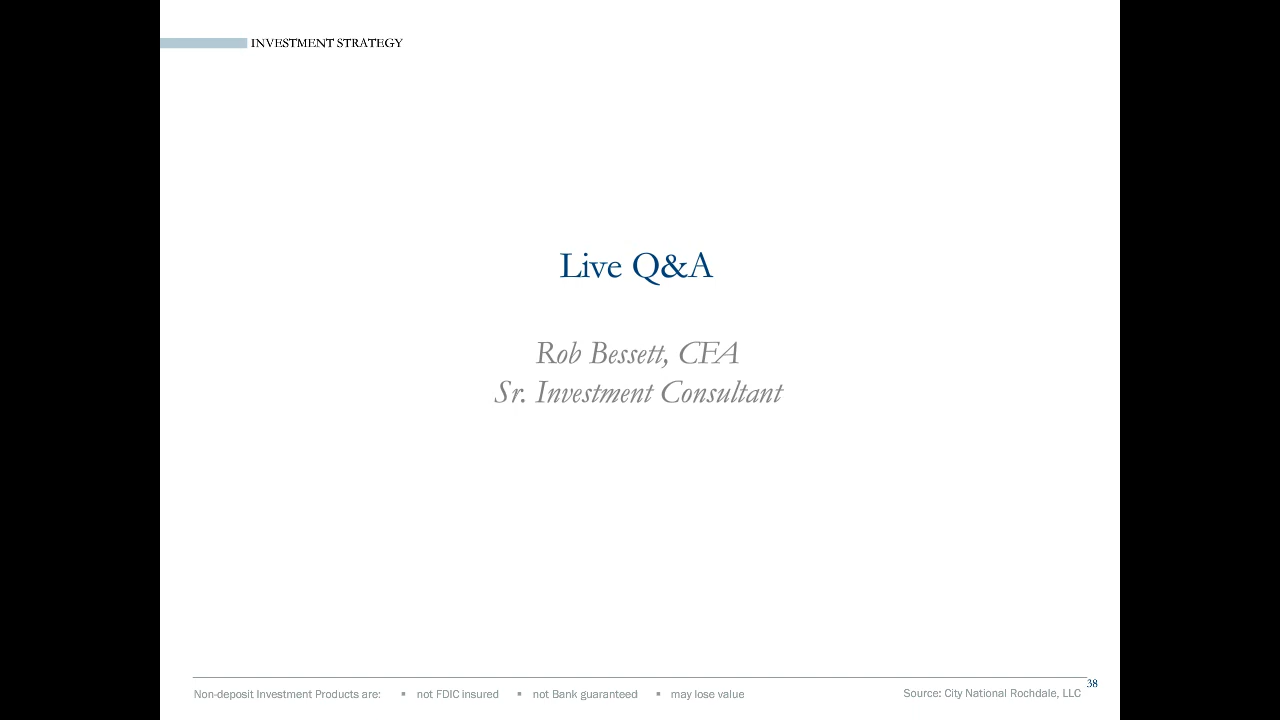 INVESTMENT STRATEGY
Live Q&A
Rob Bessett, CFA
Sr. Investment Consultant
Non-deposit Investment Products are: ▪ not FDIC insured ▪ not Bank guaranteed ▪ may lose value
Source: City National Rochdale, LLC
38